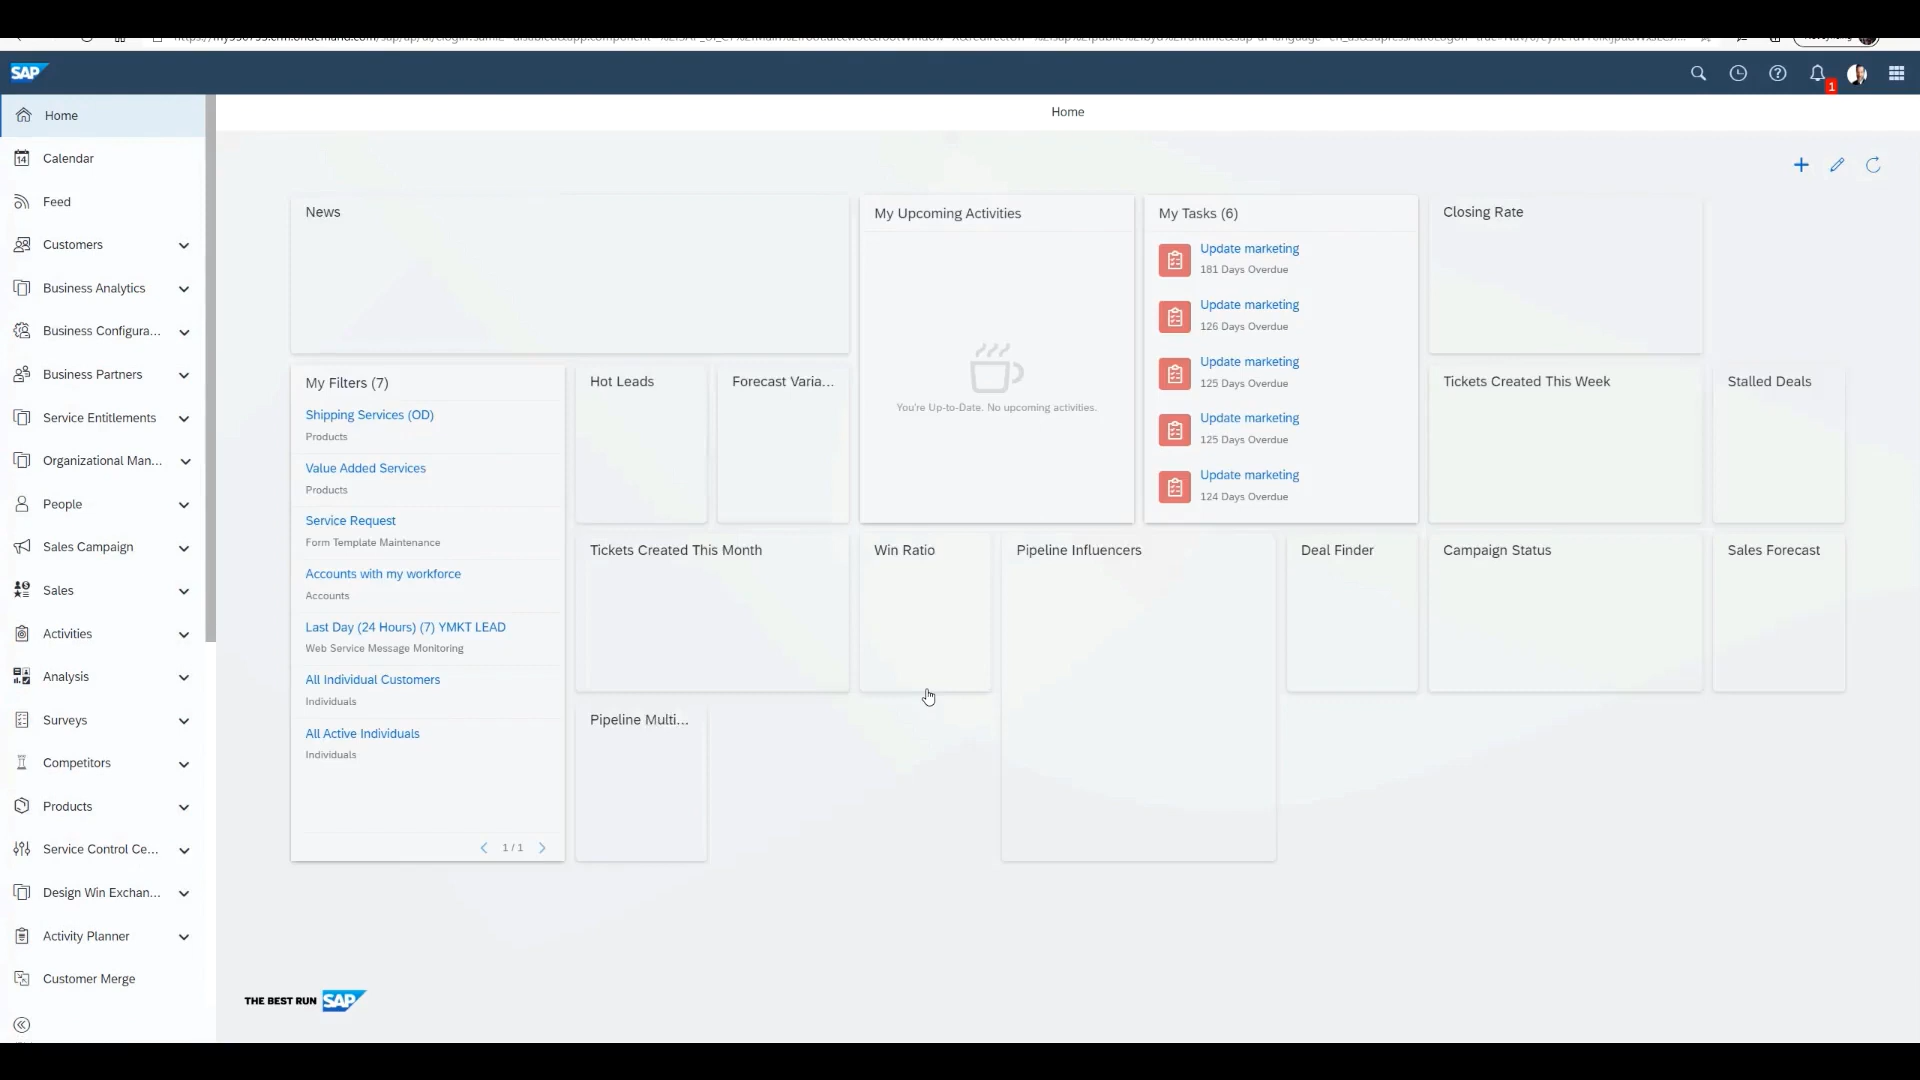 SAP
1
Home
Home
14
Calendar
Feed
Customers
Business Analytics
Business Configura...
Business Partners
Service Entitlements
Organizational Man...
People
Sales Campaign
Sales
Activities
Analysis
Surveys
Competitors
Products
Service Control Ce...
Design Win Exchan...
Activity Planner
Customer Merge
News
My Upcoming Activities
You're Up-to-Date. No upcoming activities.
My Tasks (6)
Update marketing
181 Days Overdue
Update marketing
126 Days Overdue
Update marketing
125 Days Overdue
Update marketing
125 Days Overdue
Update marketing
124 Days Overdue
Closing Rate
My Filters (7)
Shipping Services (OD)
Products
Value Added Services
Products
Service Request
Form Template Maintenance
Accounts with my workforce
Accounts
Last Day (24 Hours) (7) YMKT LEAD
Web Service Message Monitoring
All Individual Customers
Individuals
All Active Individuals
Individuals
1 / 1
Hot Leads
Forecast Varia...
Tickets Created This Week
Stalled Deals
Tickets Created This Month
Win Ratio
Pipeline Influencers
Deal Finder
Campaign Status
Sales Forecast
Pipeline Multi...
THE BEST RUN SAP